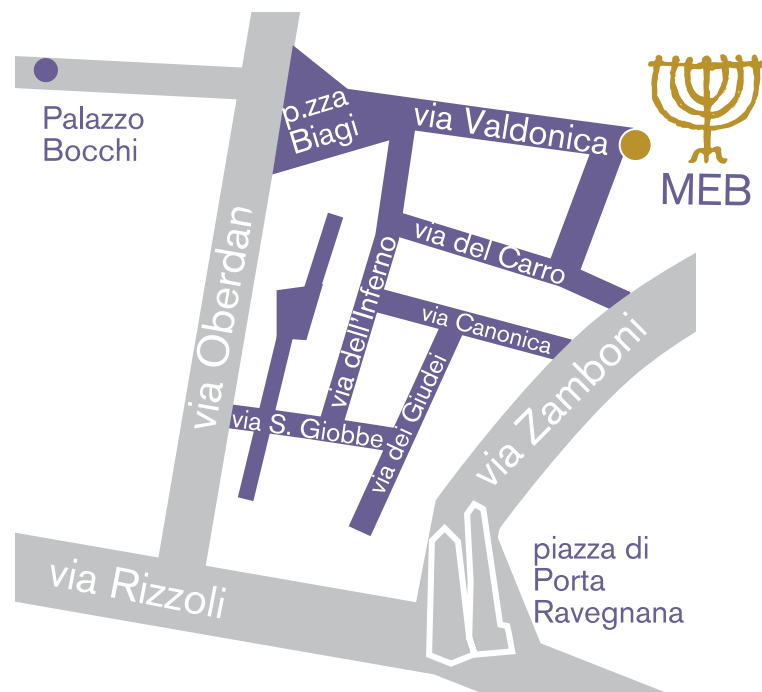 Palazzo
Bocchi
p.zza
Biagi
via Valdonica
MEB
via del Carro
via Oberdan
via dell'Inferno
via Canonica
via Zamboni
via dei Giudei
via S. Giobbe
via Rizzoli
piazza di
Porta
Ravegnana